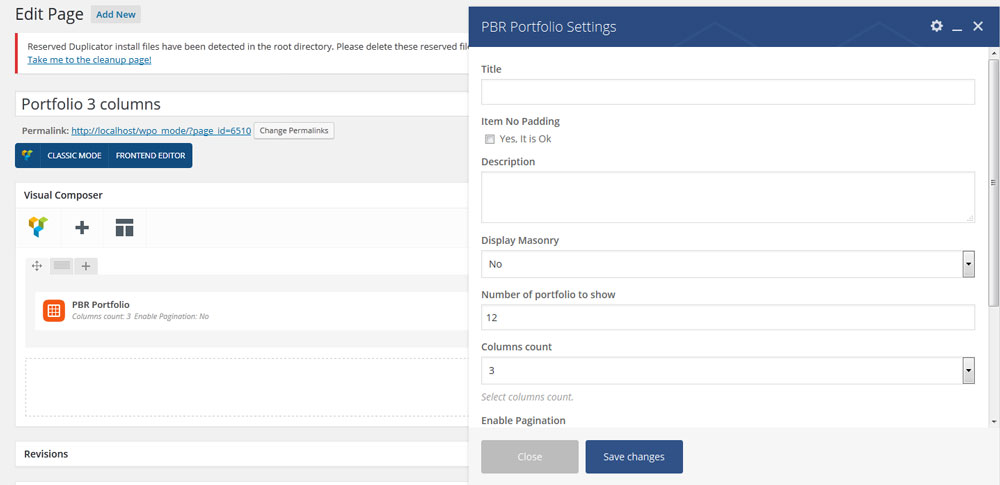 Edit Page Add New
Reserved Duplicator install files have been detected in the root directory. Please delete these reserved
Take me to the cleanup page!
Portfolio 3 columns
Permalink: http://localhost/wpo_mode/?page_id=6510 Change Permalinks
CLASSIC MODE FRONTEND EDITOR
Visual Composer
PBR Portfolio
Columns count: 3 Enable Pagination: No
Revisions
PBR Portfolio Settings
Title
Item No Padding
Yes, It is Ok
Description
Display Masonry
No
Number of portfolio to show
12
Columns count
3
Select columns count.
Enable Pagination
Close Save changes